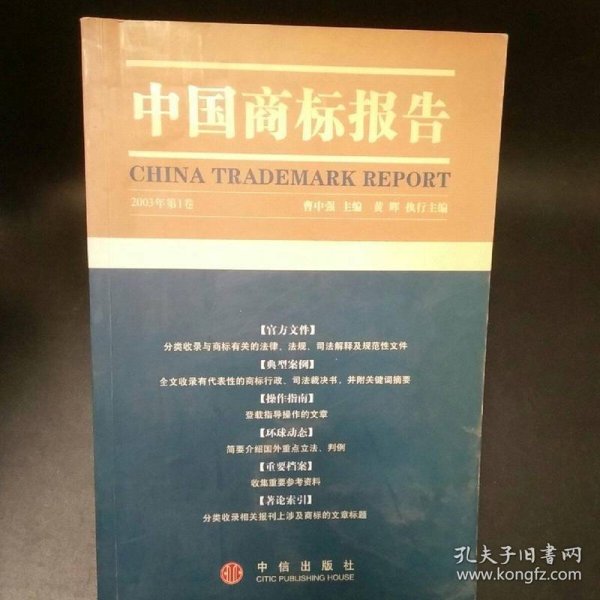 中国商标报告
CHINA TRADEMARK REPORT
2003年第1卷 曹中强 主编 黄晖 执行主编
【官方文件】
分类收录与商标有关的法律、法规、司法解释及规范性文件
【典型案例】
全文收录有代表性的商标行政、司法裁决书，并附关键词摘要
【操作指南】
登载指导操作的文章
【环球动态】
简要介绍国外重点立法、判例
【重要档案】
收集重要参考资料
【著论索引】
分类收录相关报刊上涉及商标的文章标题
中信出版社
CITIC PUBLISHING HOUSE
孔夫子旧书网
www.kongfz.com